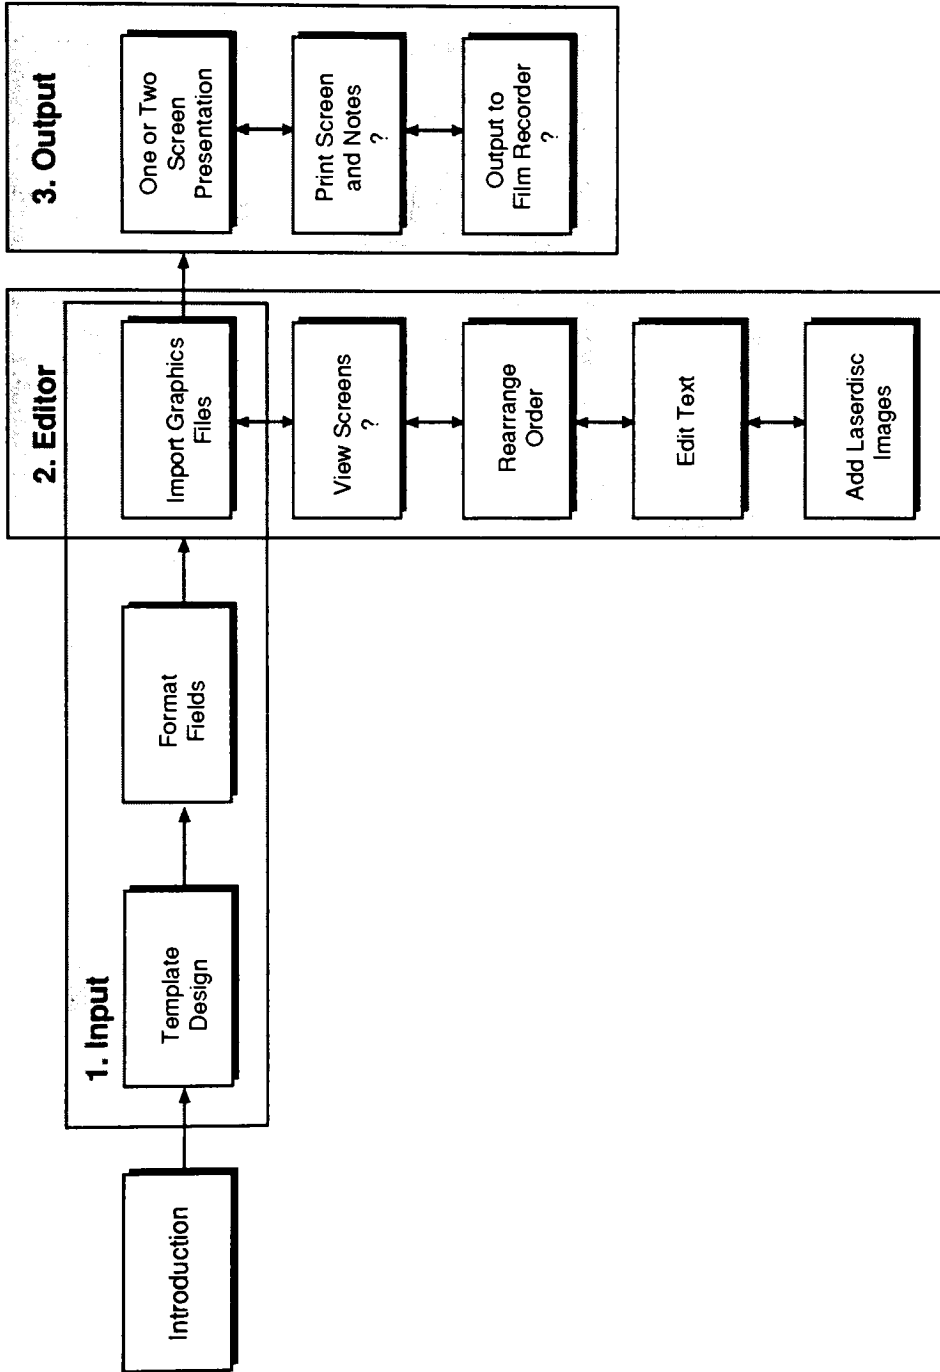 Introduction
1. Input
Template
Design
Format
Fields
2. Editor
Import Graphics
Files
View Screens
?
Rearrange
Order
Edit Text
Add Laserdisc
Images
3. Output
One or Two
Screen
Presentation
Print Screen
and Notes
?
Output to
Film Recorder
?